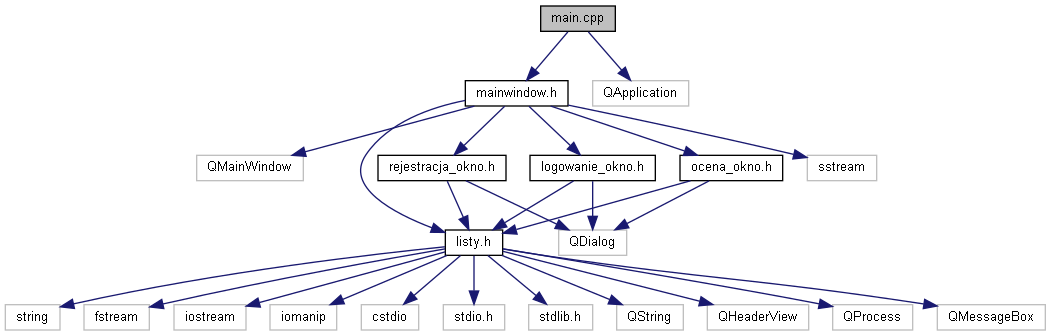 main.cpp
mainwindow.h
QApplication
QMainWindow
rejestracja_okno.h
logowanie_okno.h
ocena_okno.h
sstream
listy.h
QDialog
string
fstream
iostream
iomanip
cstdio
stdio.h
stdlib.h
QString
QHeaderView
QProcess
QMessageBox